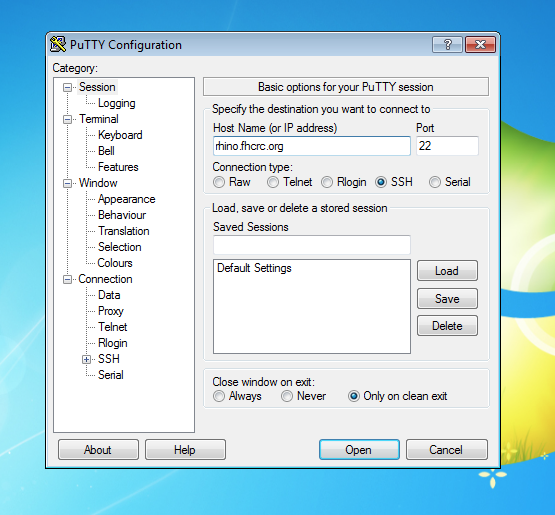 PuTTY Configuration
Category:
Session
Logging
Terminal
Keyboard
Bell
Features
Window
Appearance
Behaviour
Translation
Selection
Colours
Connection
Data
Proxy
Telnet
Rlogin
SSH
Serial
Basic options for your PuTTY session
Specify the destination you want to connect to
Host Name (or IP address) Port
rhino.fhcrc.org 22
Connection type:
Raw Telnet Rlogin SSH Serial
Load, save or delete a stored session
Saved Sessions
Default Settings
Load
Save
Delete
Close window on exit:
Always Never Only on clean exit
About Help Open Cancel